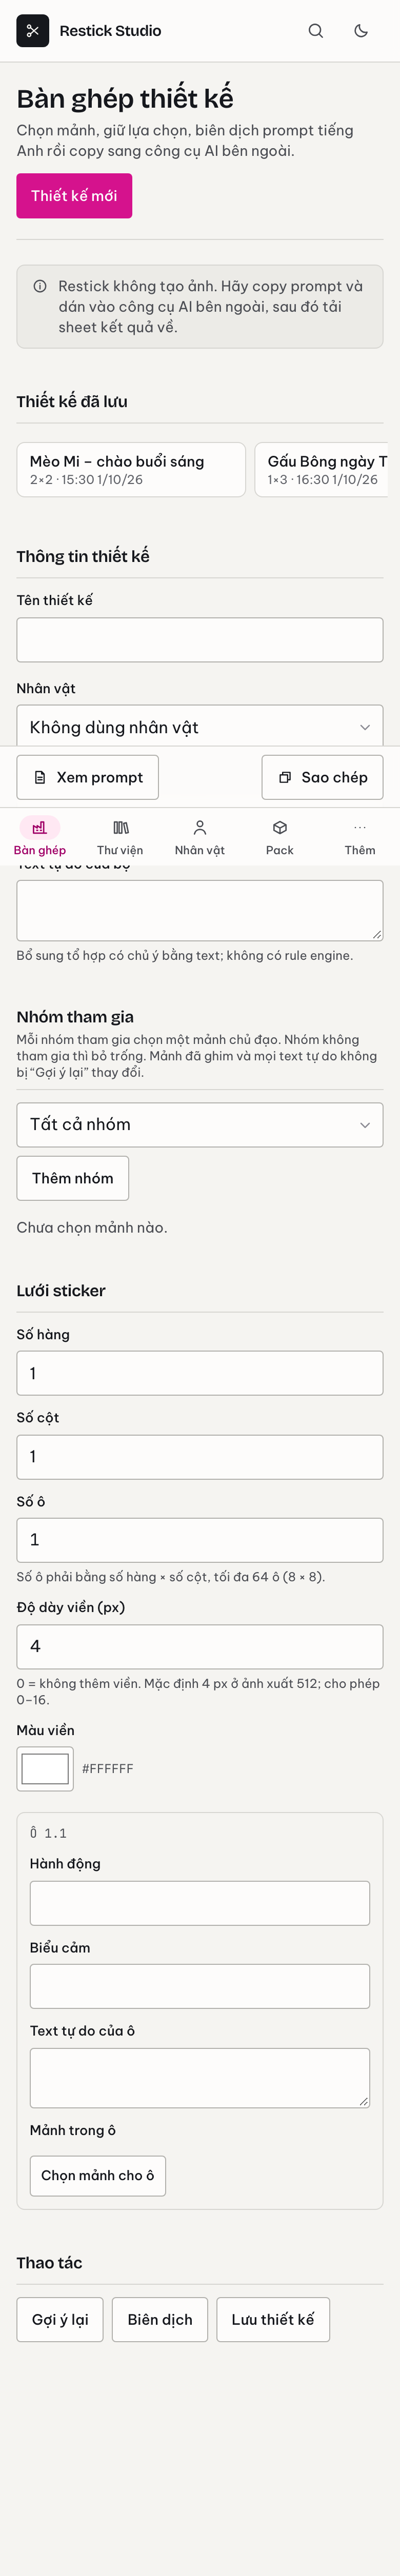 Restick Studio
Bàn ghép thiết kế
Chọn mảnh, giữ lựa chọn, biên dịch prompt tiếng
Anh rồi copy sang công cụ AI bên ngoài.
Thiết kế mới
Restick không tạo ảnh. Hãy copy prompt và
dán vào công cụ AI bên ngoài, sau đó tải
sheet kết quả về.
Thiết kế đã lưu
Mèo Mi – chào buổi sáng
2×2 · 15:30 1/10/26
Gấu Bông ngày T
1×3 · 16:30 1/10/26
Thông tin thiết kế
Tên thiết kế
Nhân vật
Không dùng nhân vật
Xem prompt
Sao chép
Bàn ghép
Thư viện
Nhân vật
Pack
Thêm
Text tự do của bộ
Bổ sung tổ hợp có chủ ý bằng text; không có rule engine.
Nhóm tham gia
Mỗi nhóm tham gia chọn một mảnh chủ đạo. Nhóm không
tham gia thì bỏ trống. Mảnh đã ghim và mọi text tự do không
bị “Gợi ý lại” thay đổi.
Tất cả nhóm
Thêm nhóm
Chưa chọn mảnh nào.
Lưới sticker
Số hàng
1
Số cột
1
Số ô
1
Số ô phải bằng số hàng × số cột, tối đa 64 ô (8 × 8).
Độ dày viền (px)
4
0 = không thêm viền. Mặc định 4 px ở ảnh xuất 512; cho phép
0–16.
Màu viền
#FFFFFF
Ô 1.1
Hành động
Biểu cảm
Text tự do của ô
Mảnh trong ô
Chọn mảnh cho ô
Thao tác
Gợi ý lại
Biên dịch
Lưu thiết kế